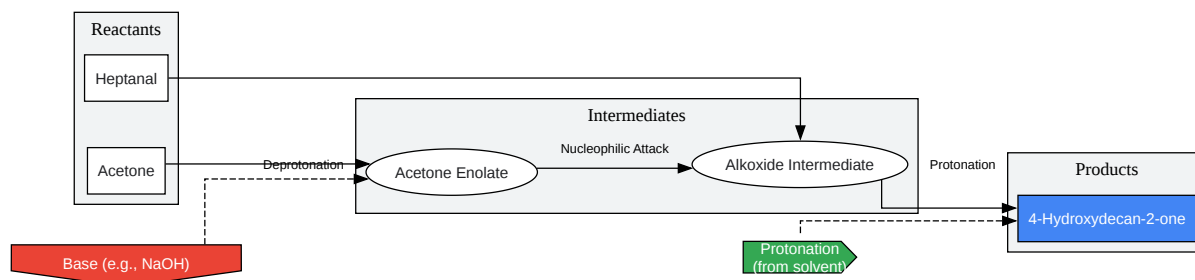 Reactants
Heptanal
Acetone
Deprotonation
Base (e.g., NaOH)
Intermediates
Acetone Enolate
Nucleophilic Attack
Alkoxide Intermediate
Protonation
Protonation
(from solvent)
Products
4-Hydroxydecan-2-one